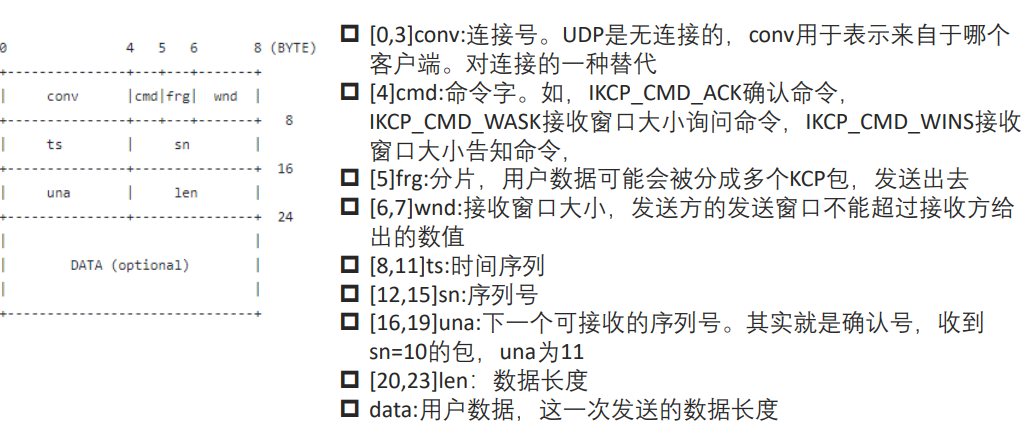 0 4 5 6 8 (BYTE)
+---------------+---+---+-------+
| conv |cmd|frg| wnd |
+---------------+---+---+-------+ 8
| ts | sn |
+---------------+---------------+ 16
| una | len |
+---------------+---------------+ 24
| |
| DATA (optional) |
| |
+-------------------------------+
[0,3]conv:连接号。UDP是无连接的，conv用于表示来自于哪个
客户端。对连接的一种替代
[4]cmd:命令字。如，IKCP_CMD_ACK确认命令，
IKCP_CMD_WASK接收窗口大小询问命令，IKCP_CMD_WINS接收
窗口大小告知命令，
[5]frg:分片，用户数据可能会被分成多个KCP包，发送出去
[6,7]wnd:接收窗口大小，发送方的发送窗口不能超过接收方给
出的数值
[8,11]ts:时间序列
[12,15]sn:序列号
[16,19]una:下一个可接收的序列号。其实就是确认号，收到
sn=10的包，una为11
[20,23]len：数据长度
data:用户数据，这一次发送的数据长度